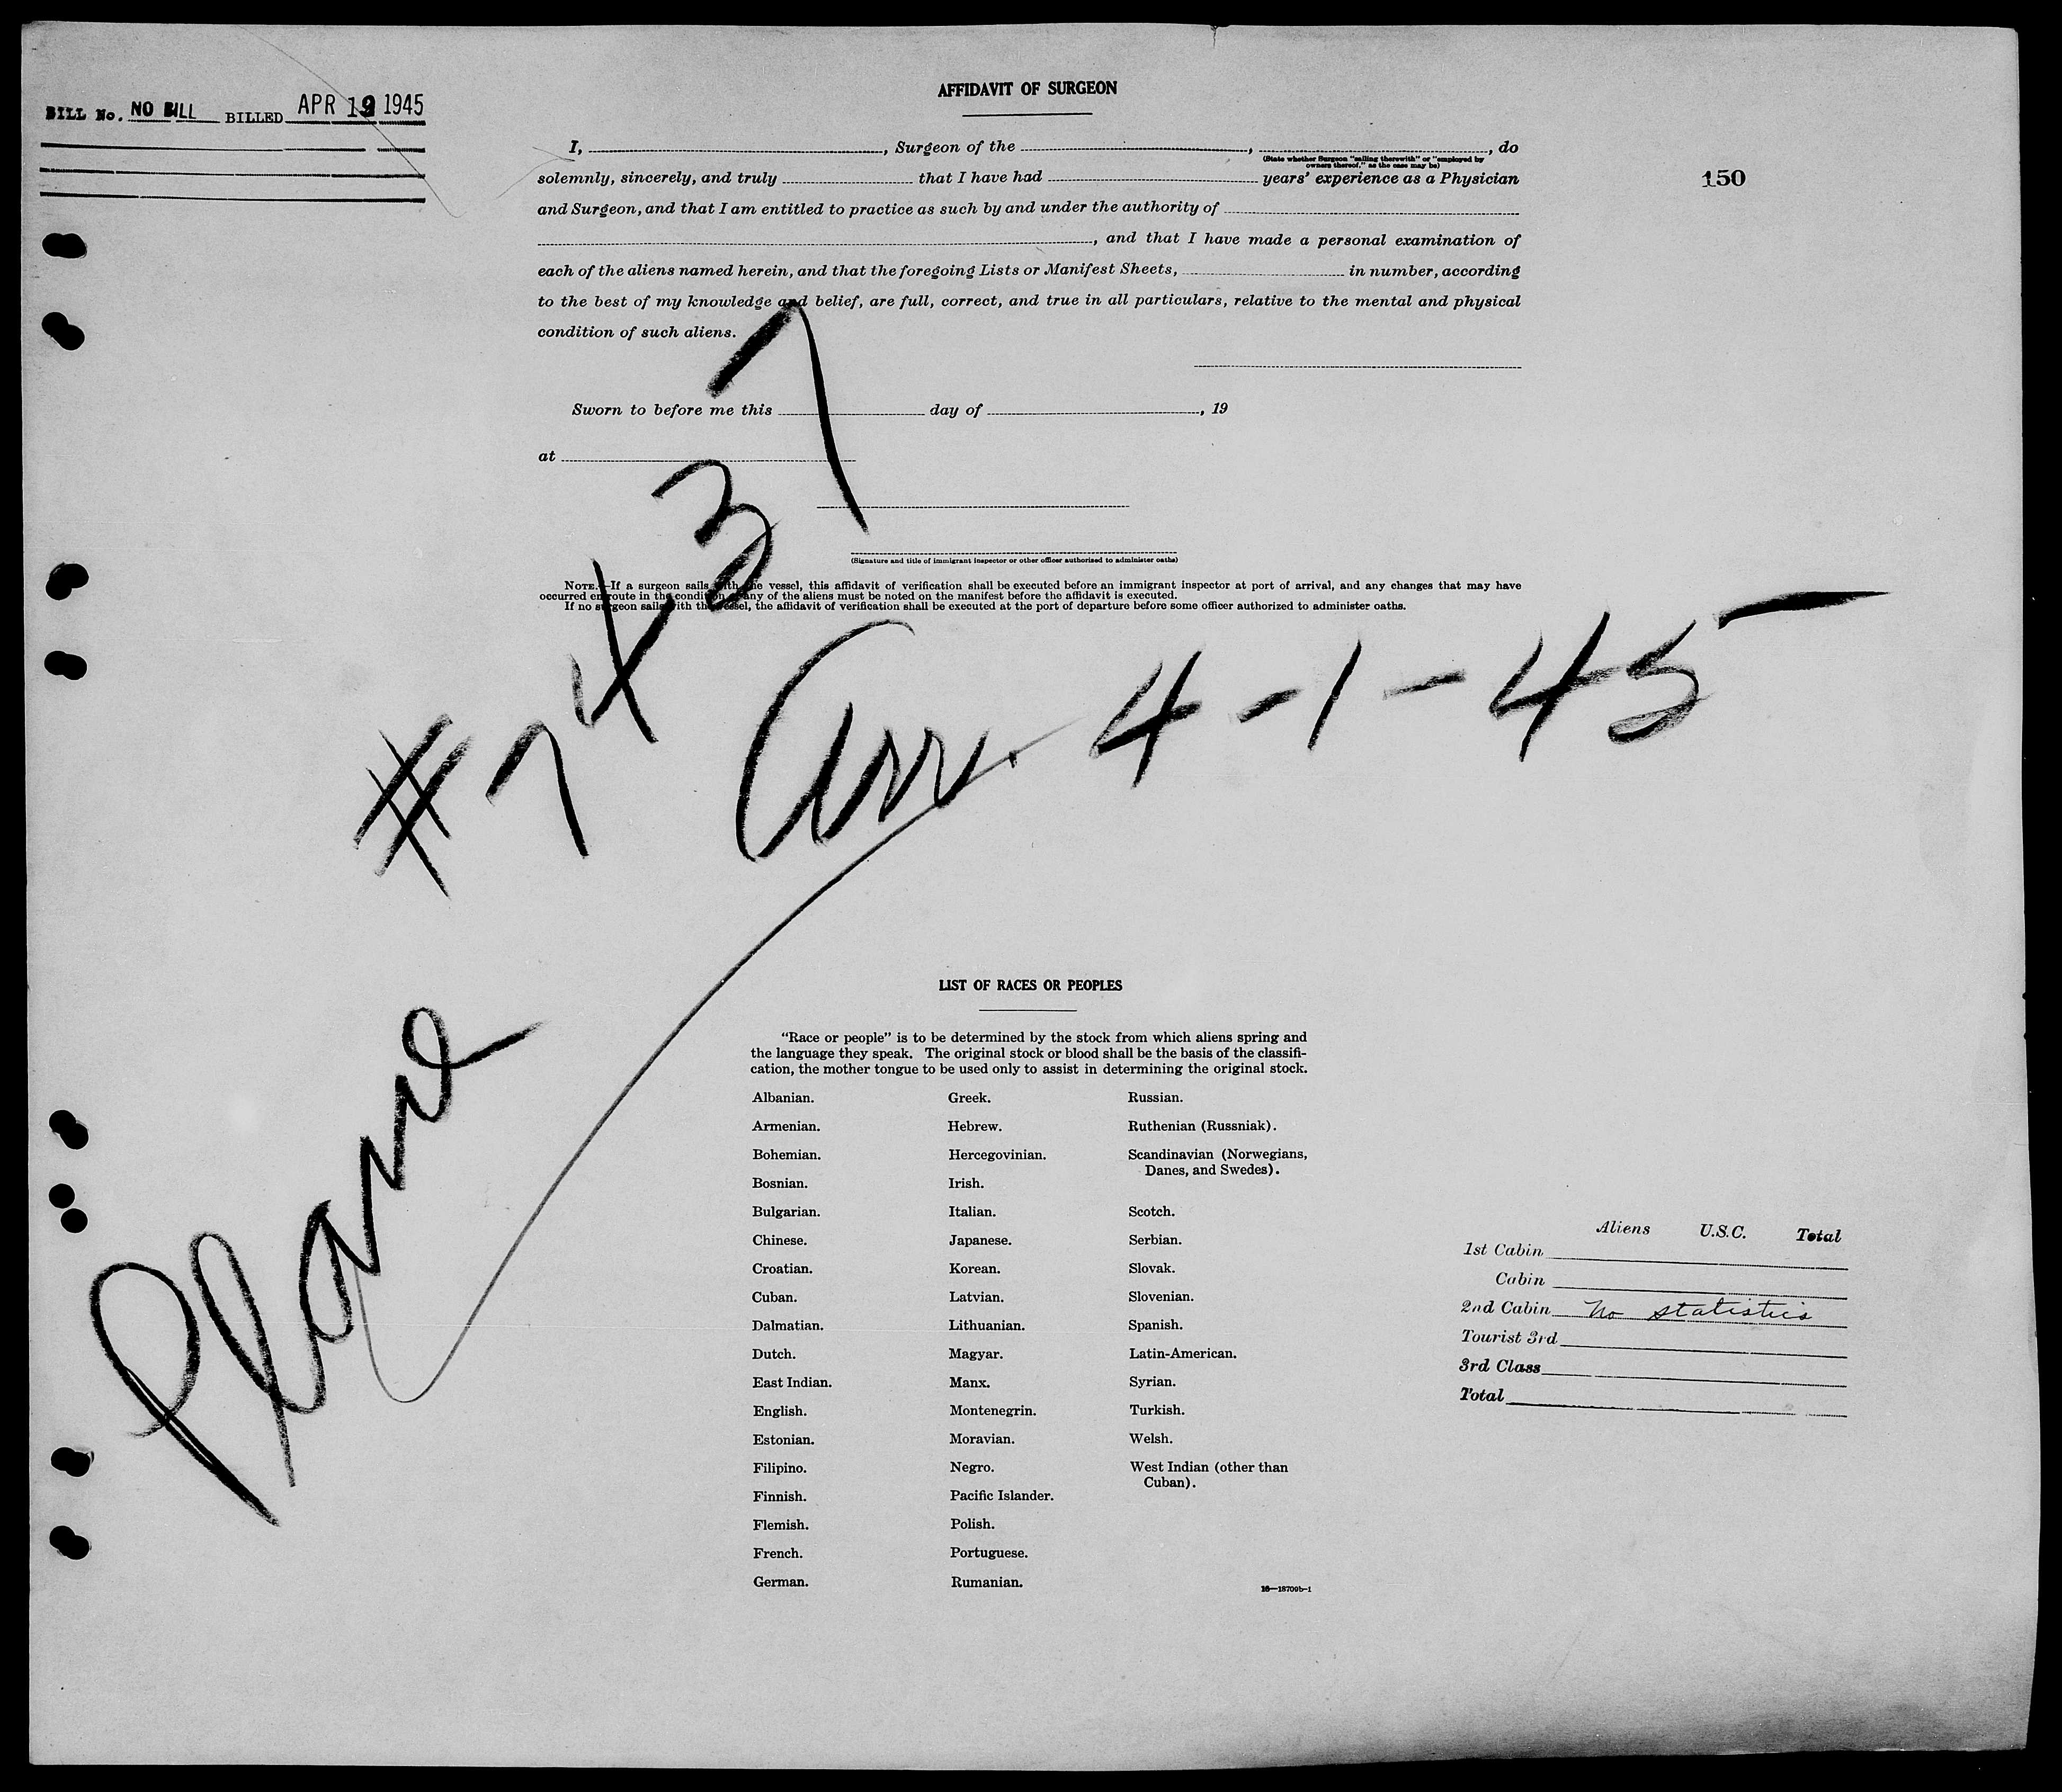 BILL No. NO BILL BILLED APR 19 1945
AFFIDAVIT OF SURGEON
150
I, , Surgeon of the , , do
(State whether Surgeon "sailing therewith" or "employed by
owners thereof," as the case may be)
solemnly, sincerely, and truly that I have had years' experience as a Physician
and Surgeon, and that I am entitled to practice as such by and under the authority of
, and that I have made a personal examination of
each of the aliens named herein, and that the foregoing Lists or Manifest Sheets, in number, according
to the best of my knowledge and belief, are full, correct, and true in all particulars, relative to the mental and physical
condition of such aliens.
Sworn to before me this day of , 19
at
(Signature and title of immigrant inspector or other officer authorized to administer oaths)
NOTE.—If a surgeon sails with the vessel, this affidavit of verification shall be executed before an immigrant inspector at port of arrival, and any changes that may have
occurred en route in the condition of any of the aliens must be noted on the manifest before the affidavit is executed.
If no surgeon sails with the vessel, the affidavit of verification shall be executed at the port of departure before some officer authorized to administer oaths.
Plane #7437
Arr. 4-1-45
LIST OF RACES OR PEOPLES
"Race or people" is to be determined by the stock from which aliens spring and
the language they speak. The original stock or blood shall be the basis of the classifi-
cation, the mother tongue to be used only to assist in determining the original stock.
Albanian. Greek. Russian.
Armenian. Hebrew. Ruthenian (Russniak).
Bohemian. Hercegovinian. Scandinavian (Norwegians,
Danes, and Swedes).
Bosnian. Irish.
Bulgarian. Italian. Scotch.
Chinese. Japanese. Serbian.
Croatian. Korean. Slovak.
Cuban. Latvian. Slovenian.
Dalmatian. Lithuanian. Spanish.
Dutch. Magyar. Latin-American.
East Indian. Manx. Syrian.
English. Montenegrin. Turkish.
Estonian. Moravian. Welsh.
Filipino. Negro. West Indian (other than
Cuban).
Finnish. Pacific Islander.
Flemish. Polish.
French. Portuguese.
German. Rumanian.
16—18709b-1
Aliens U.S.C. Total
1st Cabin
Cabin
2nd Cabin No statistics
Tourist 3rd
3rd Class
Total